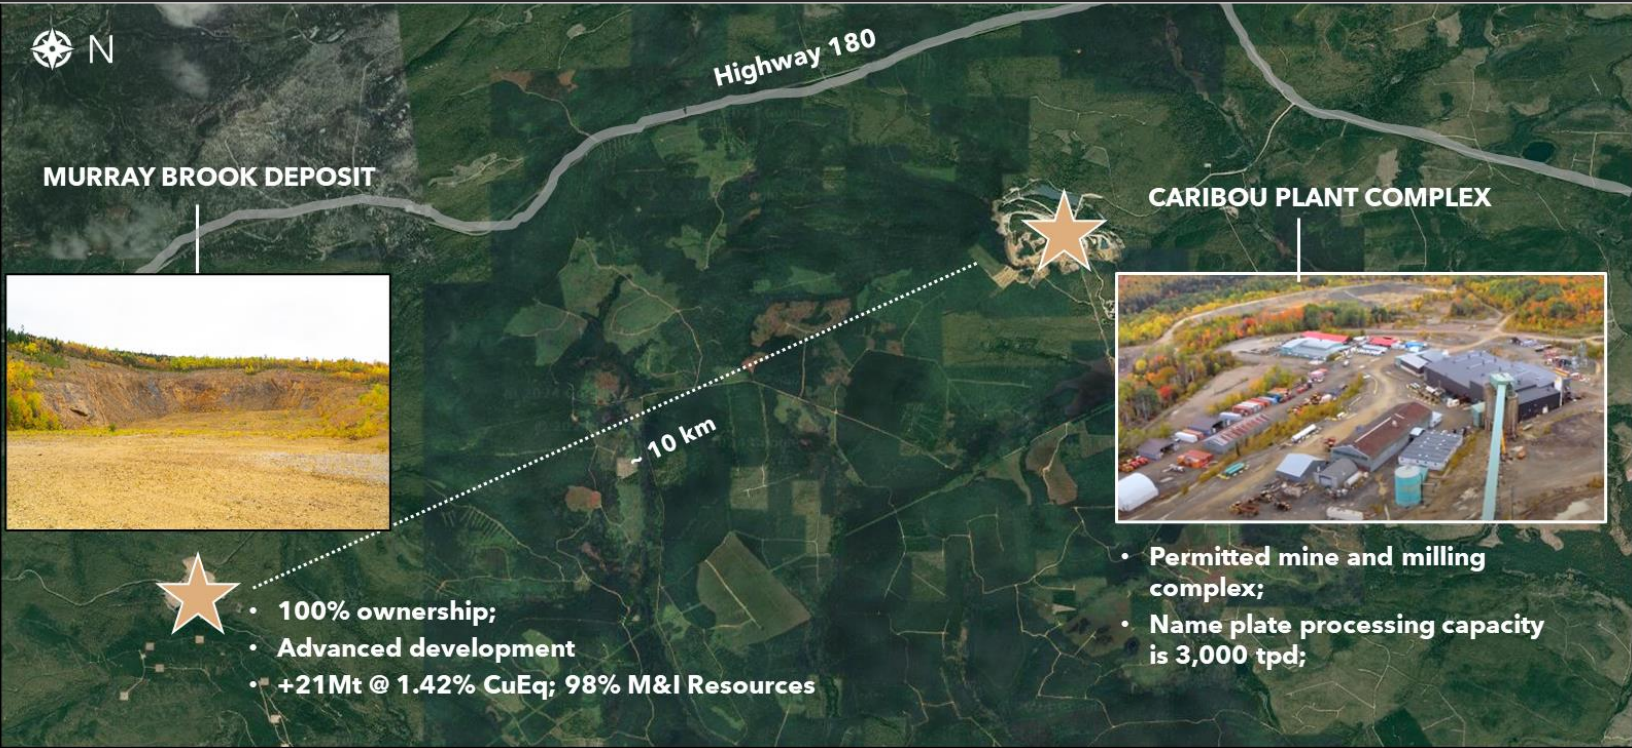 N
Highway 180
MURRAY BROOK DEPOSIT
CARIBOU PLANT COMPLEX
~ 10 km
• 100% ownership;
• Advanced development
• +21Mt @ 1.42% CuEq; 98% M&I Resources
• Permitted mine and milling
complex;
• Name plate processing capacity
is 3,000 tpd;